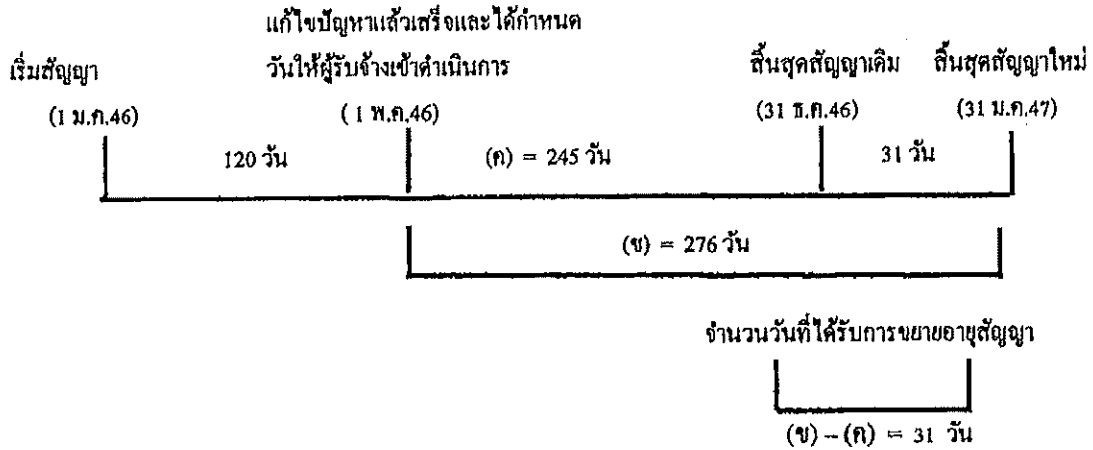 แก้ไขปัญหาแล้วเสร็จและได้กำหนด
เริ่มสัญญา วันให้ผู้รับจ้างเข้าดำเนินการ สิ้นสุดสัญญาเดิม สิ้นสุดสัญญาใหม่
(1 ม.ค.46) ( 1 พ.ค.46) (31 ธ.ค.46) (31 ม.ค.47)
120 วัน (ค) = 245 วัน 31 วัน
(ข) = 276 วัน
จำนวนวันที่ได้รับการขยายอายุสัญญา
(ข) – (ค) = 31 วัน